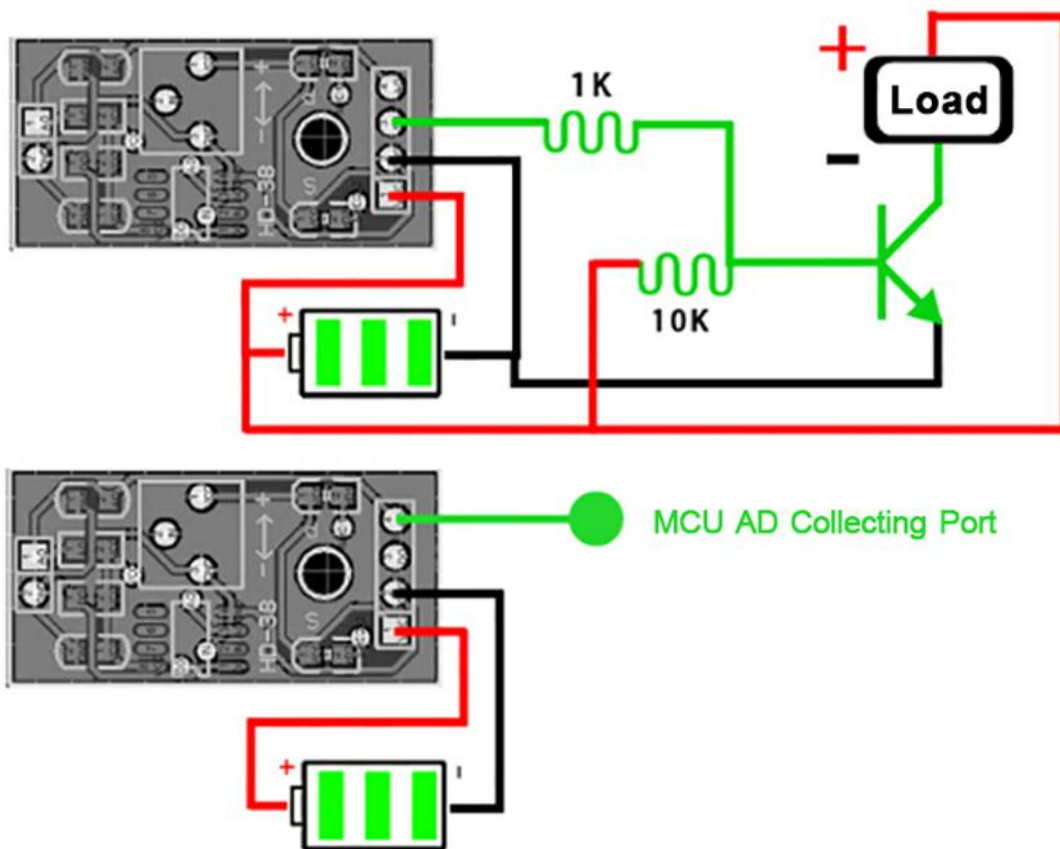 +
1K
Load
-
HD-38
S
10K
+
-
MCU AD Collecting Port
HD-38
S
+
-